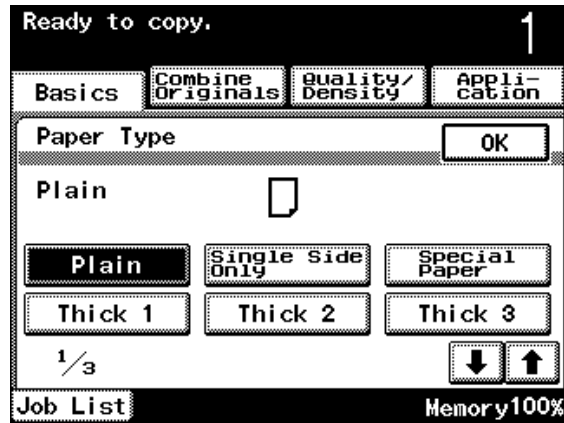 Ready to copy.
1
Basics
Combine
Originals
Quality/
Density
Appli-
cation
Paper Type
OK
Plain
Plain
Single Side
Only
Special
Paper
Thick 1
Thick 2
Thick 3
1/3
Job List
Memory100%